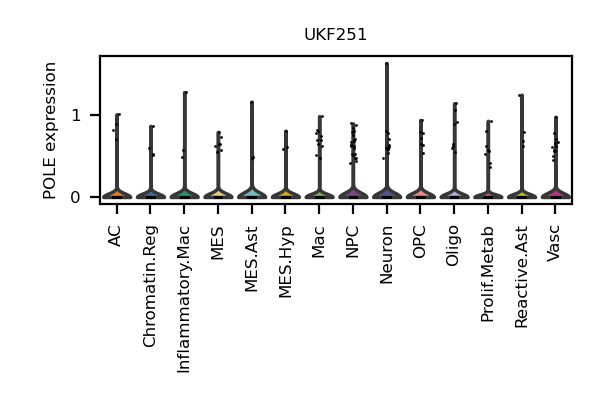 UKF251
POLE expression
1
0
AC
Chromatin.Reg
Inflammatory.Mac
MES
MES.Ast
MES.Hyp
Mac
NPC
Neuron
OPC
Oligo
Prolif.Metab
Reactive.Ast
Vasc